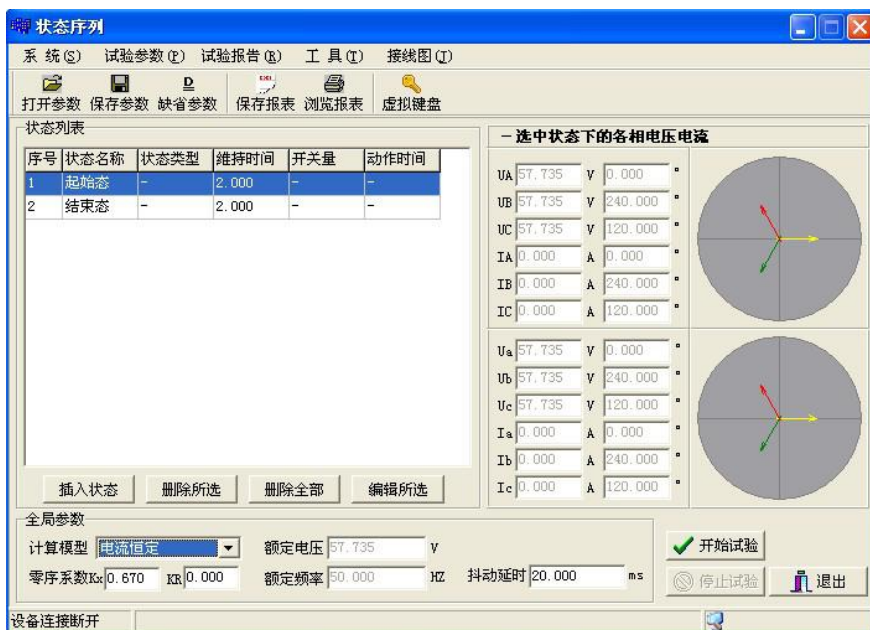 状态序列
系 统(S) 试验参数(P) 试验报告(R) 工 具(T) 接线图(T)
打开参数 保存参数 缺省参数 保存报表 浏览报表 虚拟键盘
状态列表
序号 状态名称 状态类型 维持时间 开关量 动作时间
1 起始态 - 2.000 - -
2 结束态 - 2.000 - -
插入状态 删除所选 删除全部 编辑所选
－选中状态下的各相电压电流
UA 57.735 V 0.000 °
UB 57.735 V 240.000 °
UC 57.735 V 120.000 °
IA 0.000 A 0.000 °
IB 0.000 A 240.000 °
IC 0.000 A 120.000 °
Ua 57.735 V 0.000 °
Ub 57.735 V 240.000 °
Uc 57.735 V 120.000 °
Ia 0.000 A 0.000 °
Ib 0.000 A 240.000 °
Ic 0.000 A 120.000 °
全局参数
计算模型 电流恒定 额定电压 57.735 V
零序系数Kx 0.670 KR 0.000 额定频率 50.000 HZ 抖动延时 20.000 ms
开始试验
停止试验 退出
设备连接断开